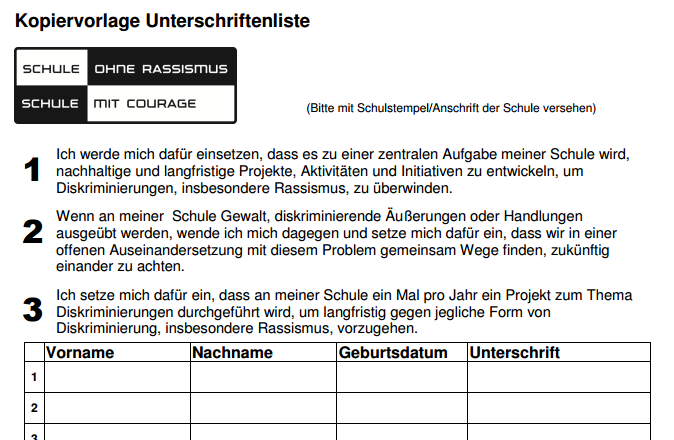 Kopiervorlage Unterschriftenliste
SCHULE OHNE RASSISMUS
SCHULE MIT COURAGE
(Bitte mit Schulstempel/Anschrift der Schule versehen)
1 Ich werde mich dafür einsetzen, dass es zu einer zentralen Aufgabe meiner Schule wird,
nachhaltige und langfristige Projekte, Aktivitäten und Initiativen zu entwickeln, um
Diskriminierungen, insbesondere Rassismus, zu überwinden.
2 Wenn an meiner Schule Gewalt, diskriminierende Äußerungen oder Handlungen
ausgeübt werden, wende ich mich dagegen und setze mich dafür ein, dass wir in einer
offenen Auseinandersetzung mit diesem Problem gemeinsam Wege finden, zukünftig
einander zu achten.
3 Ich setze mich dafür ein, dass an meiner Schule ein Mal pro Jahr ein Projekt zum Thema
Diskriminierungen durchgeführt wird, um langfristig gegen jegliche Form von
Diskriminierung, insbesondere Rassismus, vorzugehen.
Vorname Nachname Geburtsdatum Unterschrift
1
2
3